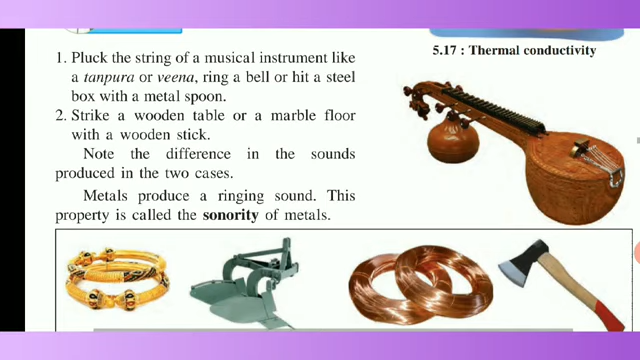 1. Pluck the string of a musical instrument like
a tanpura or veena, ring a bell or hit a steel
box with a metal spoon.
2. Strike a wooden table or a marble floor
with a wooden stick.
Note the difference in the sounds
produced in the two cases.
Metals produce a ringing sound. This
property is called the sonority of metals.
5.17 : Thermal conductivity